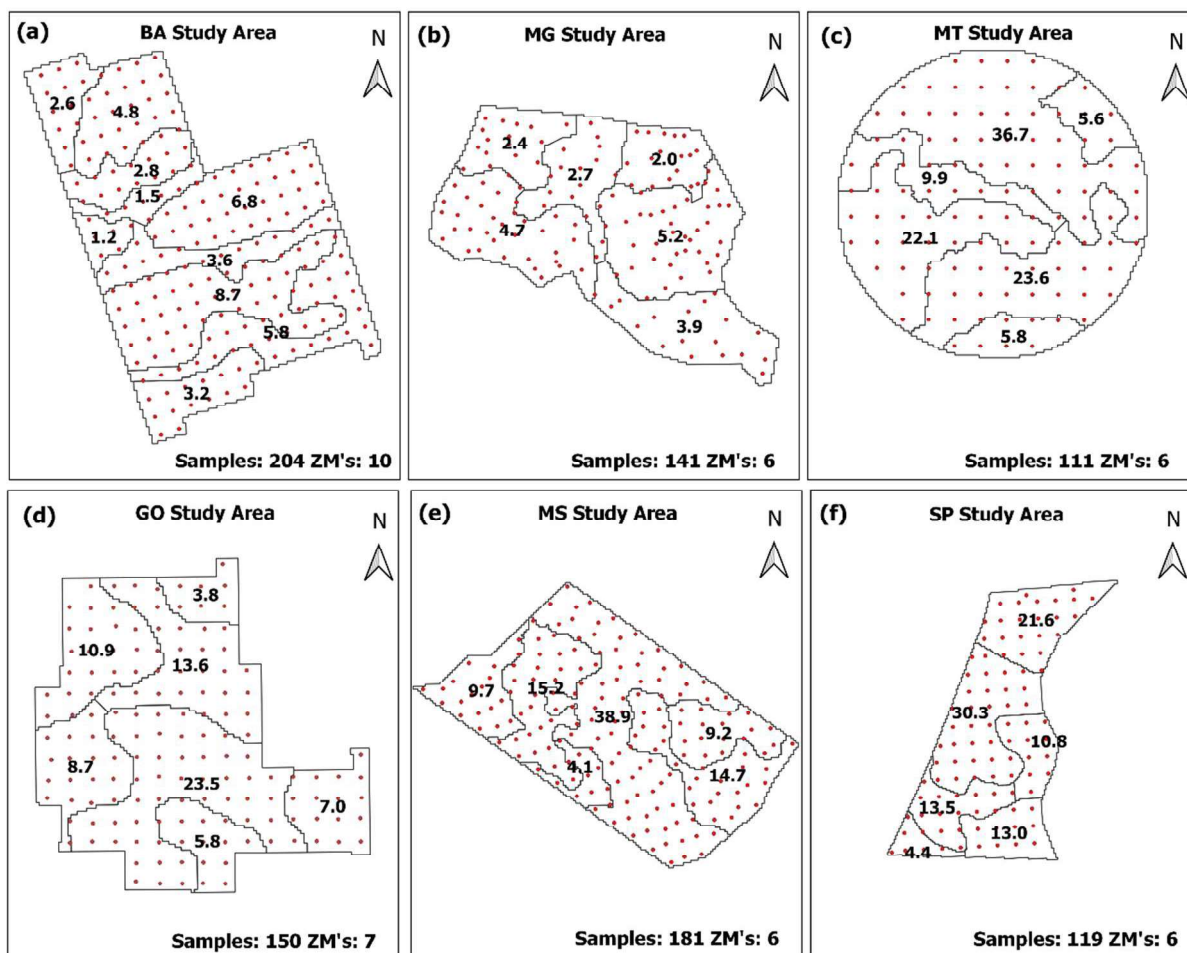 (a)
BA Study Area
N
2.6
4.8
2.8
1.5
6.8
1.2
3.6
8.7
5.8
3.2
Samples: 204 ZM's: 10
(b)
MG Study Area
N
2.4
2.0
2.7
4.7
5.2
3.9
Samples: 141 ZM's: 6
(c)
MT Study Area
N
5.6
36.7
9.9
22.1
23.6
5.8
Samples: 111 ZM's: 6
(d)
GO Study Area
N
3.8
10.9
13.6
8.7
23.5
7.0
5.8
Samples: 150 ZM's: 7
(e)
MS Study Area
N
9.7
15.2
38.9
9.2
4.1
14.7
Samples: 181 ZM's: 6
(f)
SP Study Area
N
21.6
30.3
10.8
13.5
13.0
4.4
Samples: 119 ZM's: 6